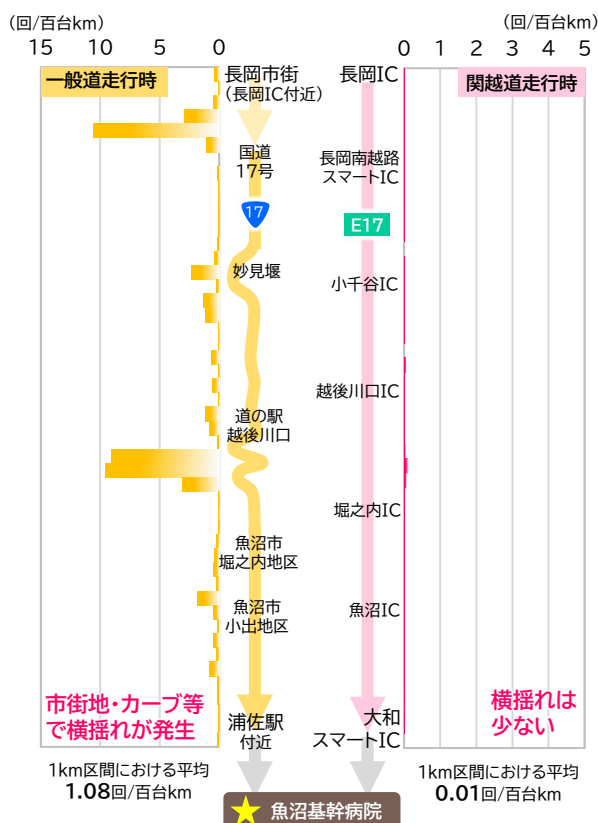 (回/百台km)
15 10 5 0
一般道走行時
長岡市街
(長岡IC付近)
国道
17号
17
妙見堰
道の駅
越後川口
魚沼市
堀之内地区
魚沼市
小出地区
市街地・カーブ等
で横揺れが発生
浦佐駅
付近
1km区間における平均
1.08回/百台km
(回/百台km)
0 1 2 3 4 5
関越道走行時
長岡IC
長岡南越路
スマートIC
E17
小千谷IC
越後川口IC
堀之内IC
魚沼IC
横揺れは
少ない
大和
スマートIC
1km区間における平均
0.01回/百台km
魚沼基幹病院